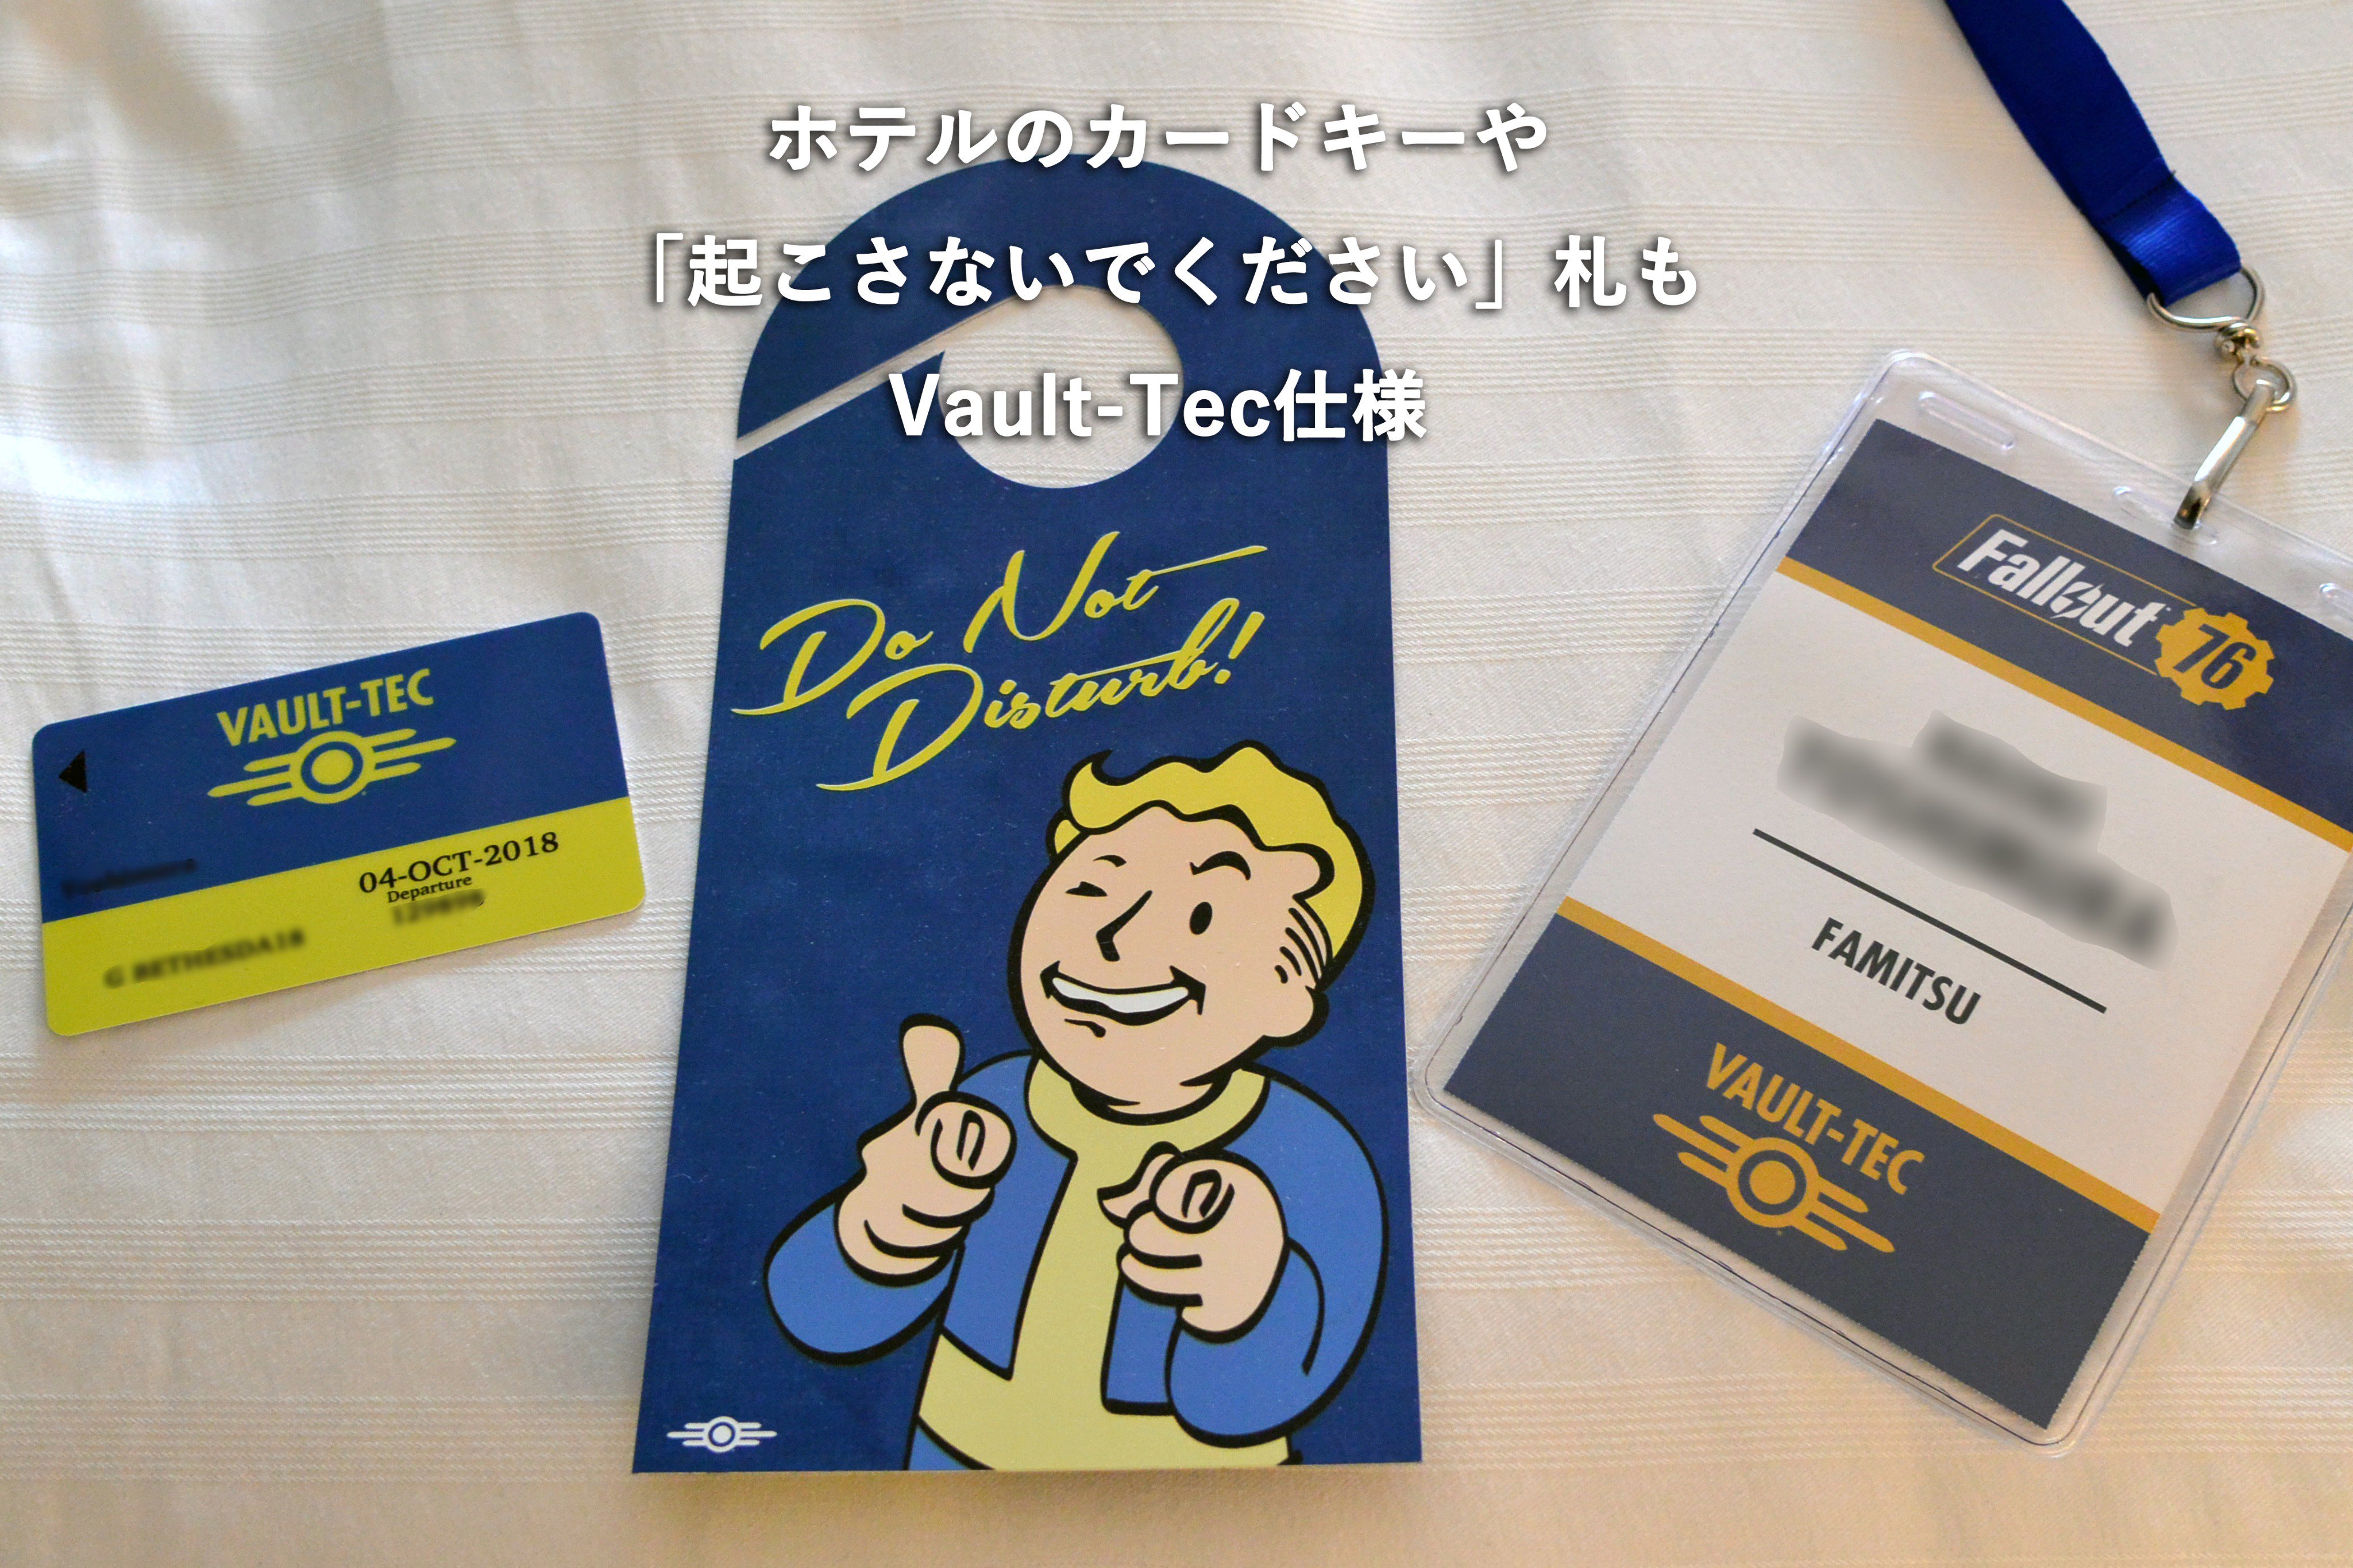 ホテルのカードキーや
「起こさないでください」札も
Vault-Tec仕様
Do Not
Disturb!
VAULT-TEC
04-OCT-2018
Departure
G BETHESDA18
Fallout 76
FAMITSU
VAULT-TEC